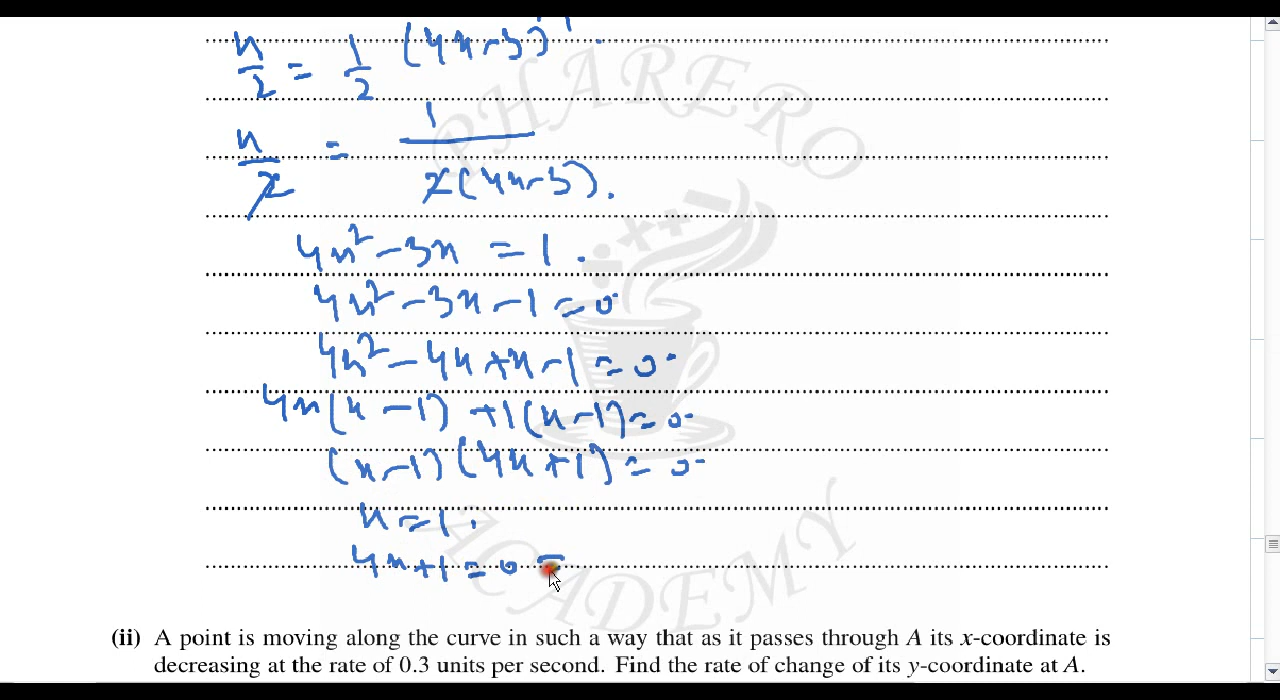 x/2 = 1/2 (4x-3)⁻¹.
x/2 = 1/2(4x-3).
4x² - 3x = 1.
4x² - 3x - 1 = 0
4x² - 4x + x - 1 = 0
4x(x - 1) + 1(x - 1) = 0
(x - 1)(4x + 1) = 0
x = 1.
4x + 1 = 0
(ii) A point is moving along the curve in such a way that as it passes through A its x-coordinate is
decreasing at the rate of 0.3 units per second. Find the rate of change of its y-coordinate at A.
PHARERO
ACADEMY